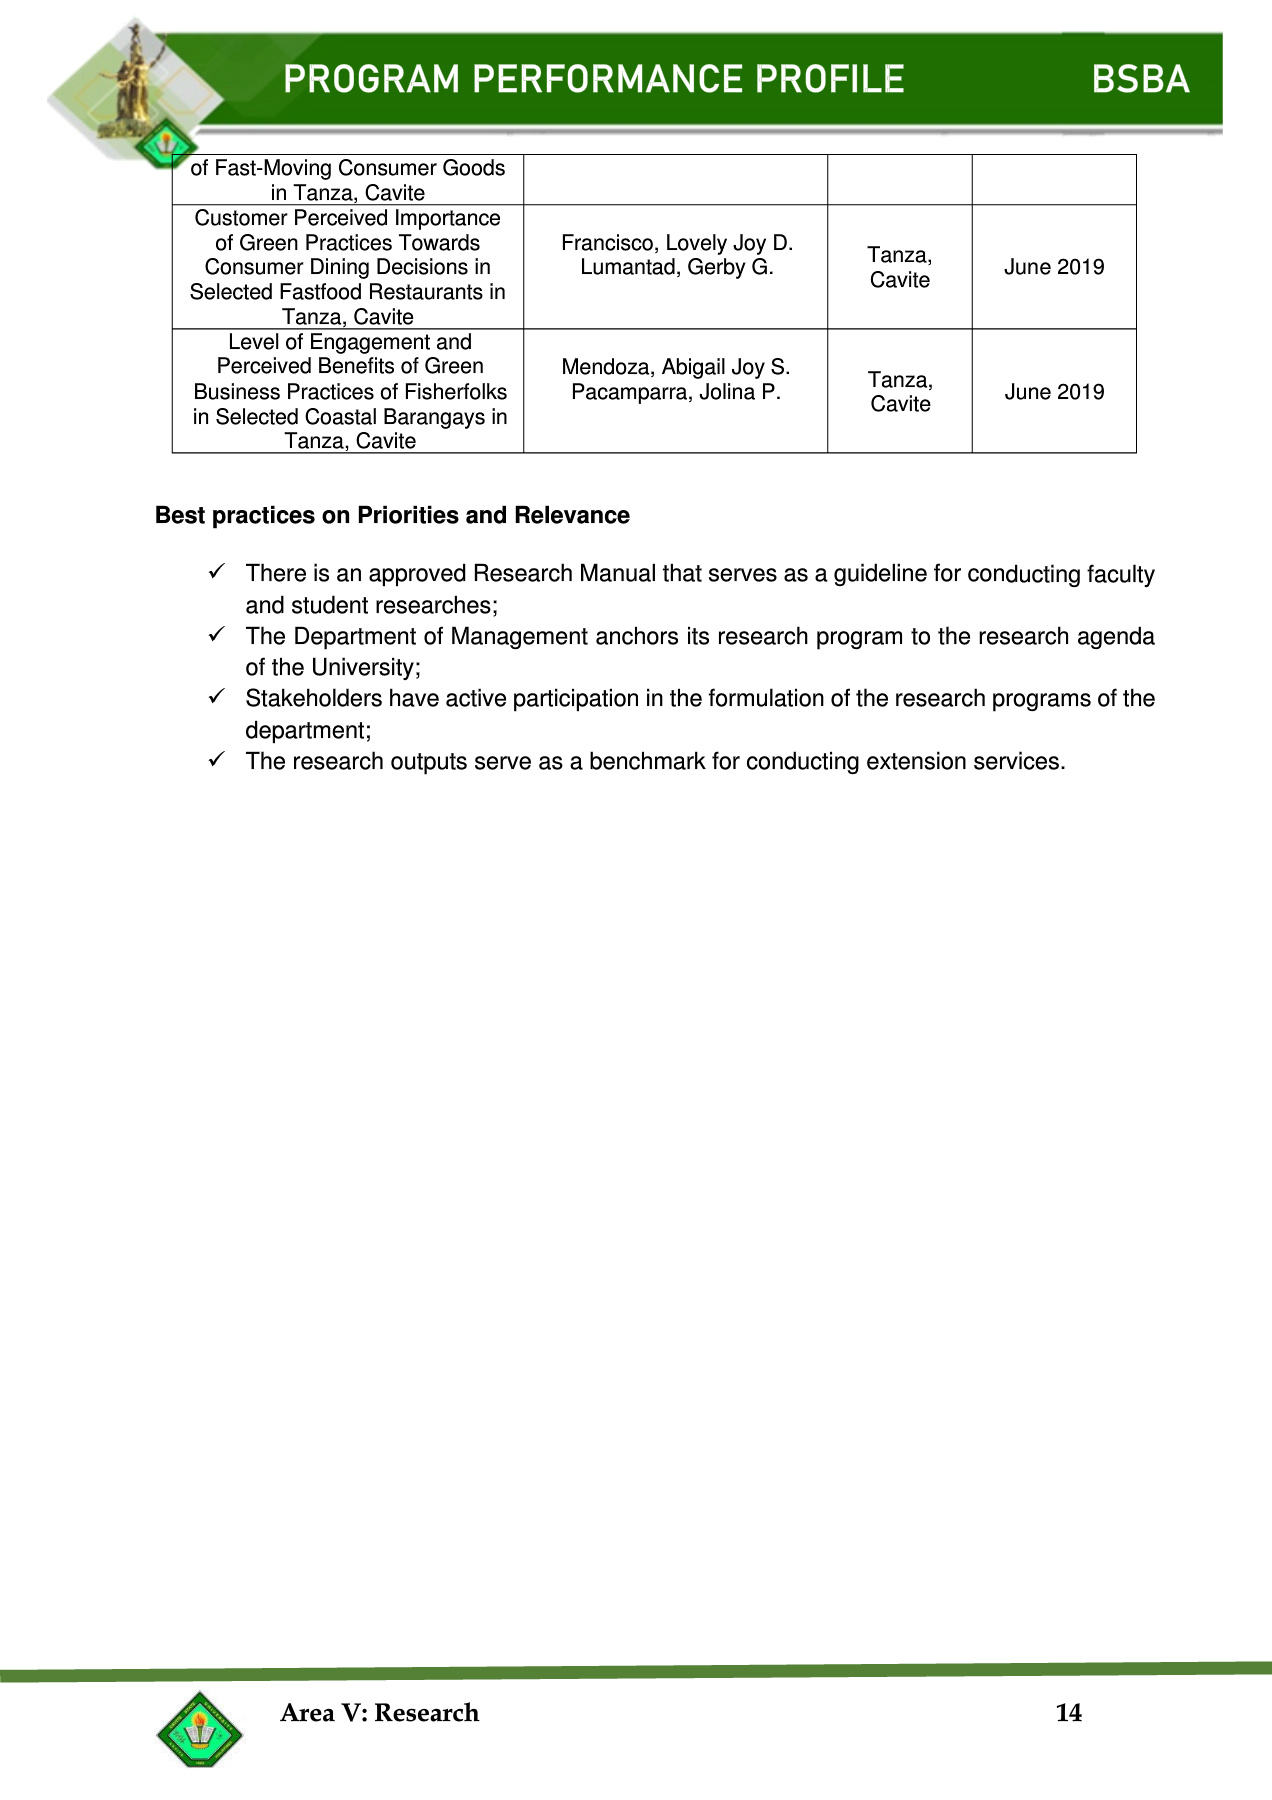 PROGRAM PERFORMANCE PROFILE BSBA
of Fast-Moving Consumer Goods
in Tanza, Cavite
Customer Perceived Importance
of Green Practices Towards
Consumer Dining Decisions in
Selected Fastfood Restaurants in
Tanza, Cavite
Francisco, Lovely Joy D.
Lumantad, Gerby G.
Tanza,
Cavite
June 2019
Level of Engagement and
Perceived Benefits of Green
Business Practices of Fisherfolks
in Selected Coastal Barangays in
Tanza, Cavite
Mendoza, Abigail Joy S.
Pacamparra, Jolina P.
Tanza,
Cavite
June 2019
Best practices on Priorities and Relevance
✓ There is an approved Research Manual that serves as a guideline for conducting faculty
and student researches;
✓ The Department of Management anchors its research program to the research agenda
of the University;
✓ Stakeholders have active participation in the formulation of the research programs of the
department;
✓ The research outputs serve as a benchmark for conducting extension services.
Area V: Research 14